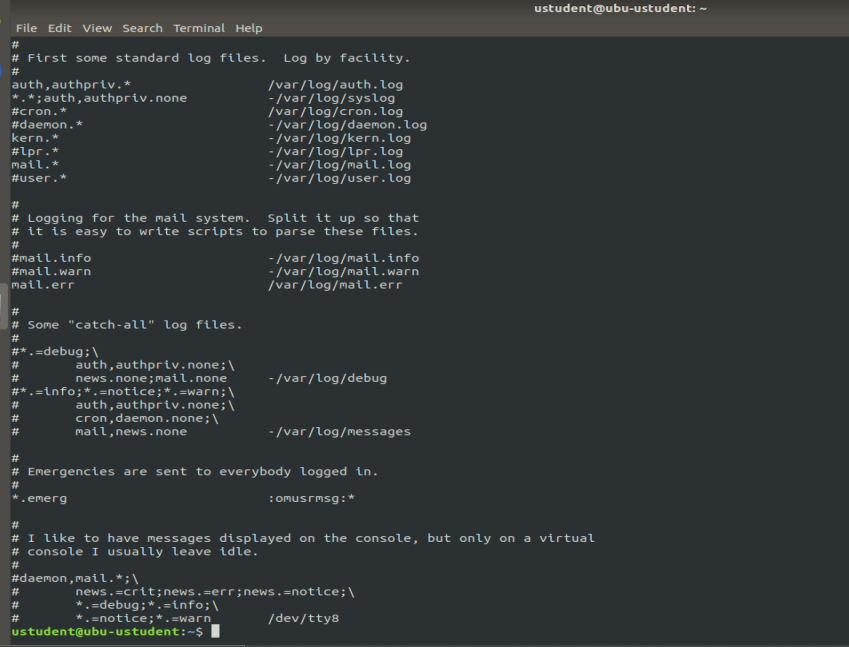 ustudent@ubu-ustudent: ~
File Edit View Search Terminal Help
#
# First some standard log files.  Log by facility.
#
auth,authpriv.*                 /var/log/auth.log
*.*;auth,authpriv.none          -/var/log/syslog
#cron.*                         /var/log/cron.log
#daemon.*                       -/var/log/daemon.log
kern.*                          -/var/log/kern.log
#lpr.*                          -/var/log/lpr.log
mail.*                          -/var/log/mail.log
#user.*                         -/var/log/user.log
#
# Logging for the mail system.  Split it up so that
# it is easy to write scripts to parse these files.
#
#mail.info                      -/var/log/mail.info
#mail.warn                      -/var/log/mail.warn
mail.err                        /var/log/mail.err
#
# Some "catch-all" log files.
#
#*.=debug;\
#       auth,authpriv.none;\
#       news.none;mail.none     -/var/log/debug
#*.=info;*.=notice;*.=warn;\
#       auth,authpriv.none;\
#       cron,daemon.none;\
#       mail,news.none          -/var/log/messages
#
# Emergencies are sent to everybody logged in.
#
*.emerg                         :omusrmsg:*
#
# I like to have messages displayed on the console, but only on a virtual
# console I usually leave idle.
#
#daemon,mail.*;\
#       news.=crit;news.=err;news.=notice;\
#       *.=debug;*.=info;\
#       *.=notice;*.=warn       /dev/tty8
ustudent@ubu-ustudent:~$